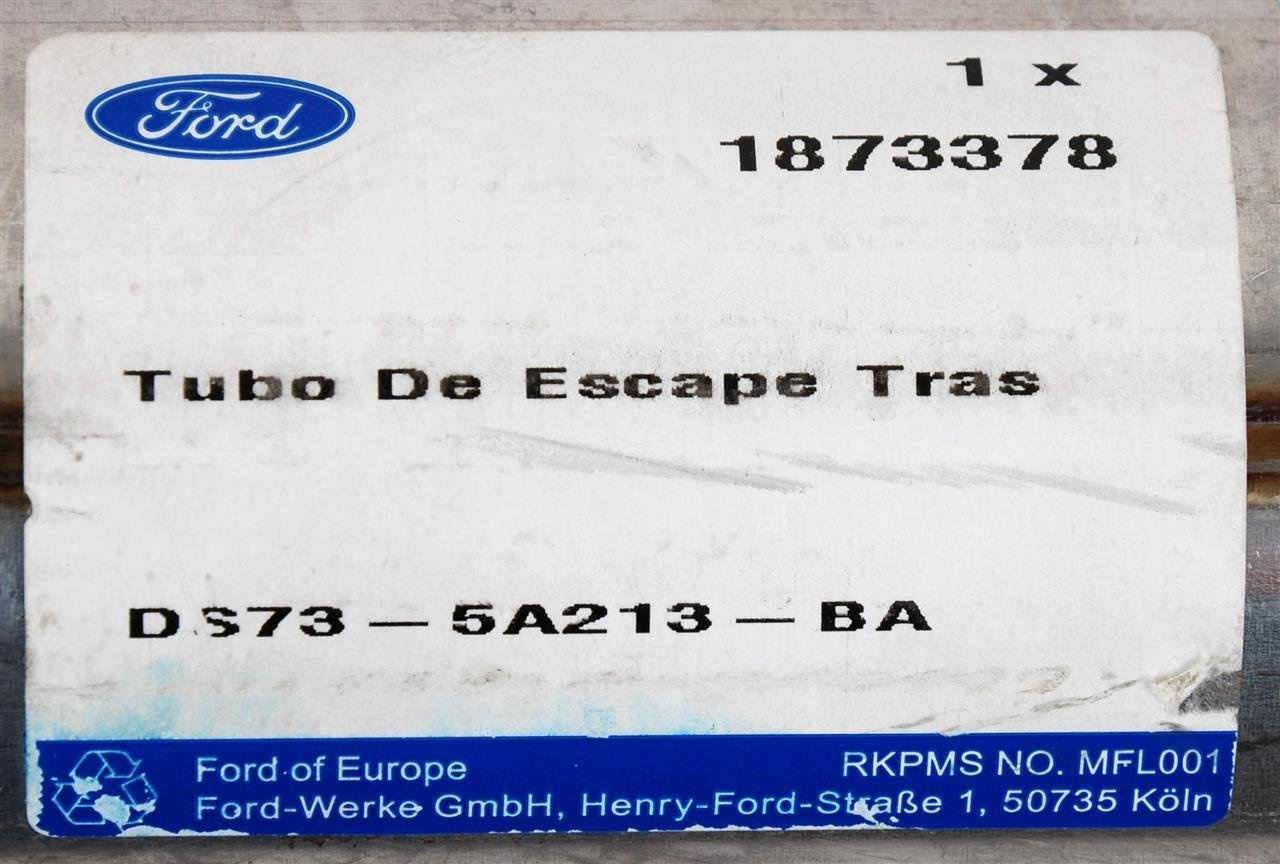 Ford
1 x
1873378
Tubo De Escape Tras
DS73 - 5A213 - BA
Ford of Europe
RKPMS NO. MFL001
Ford-Werke GmbH, Henry-Ford-Straße 1, 50735 Köln